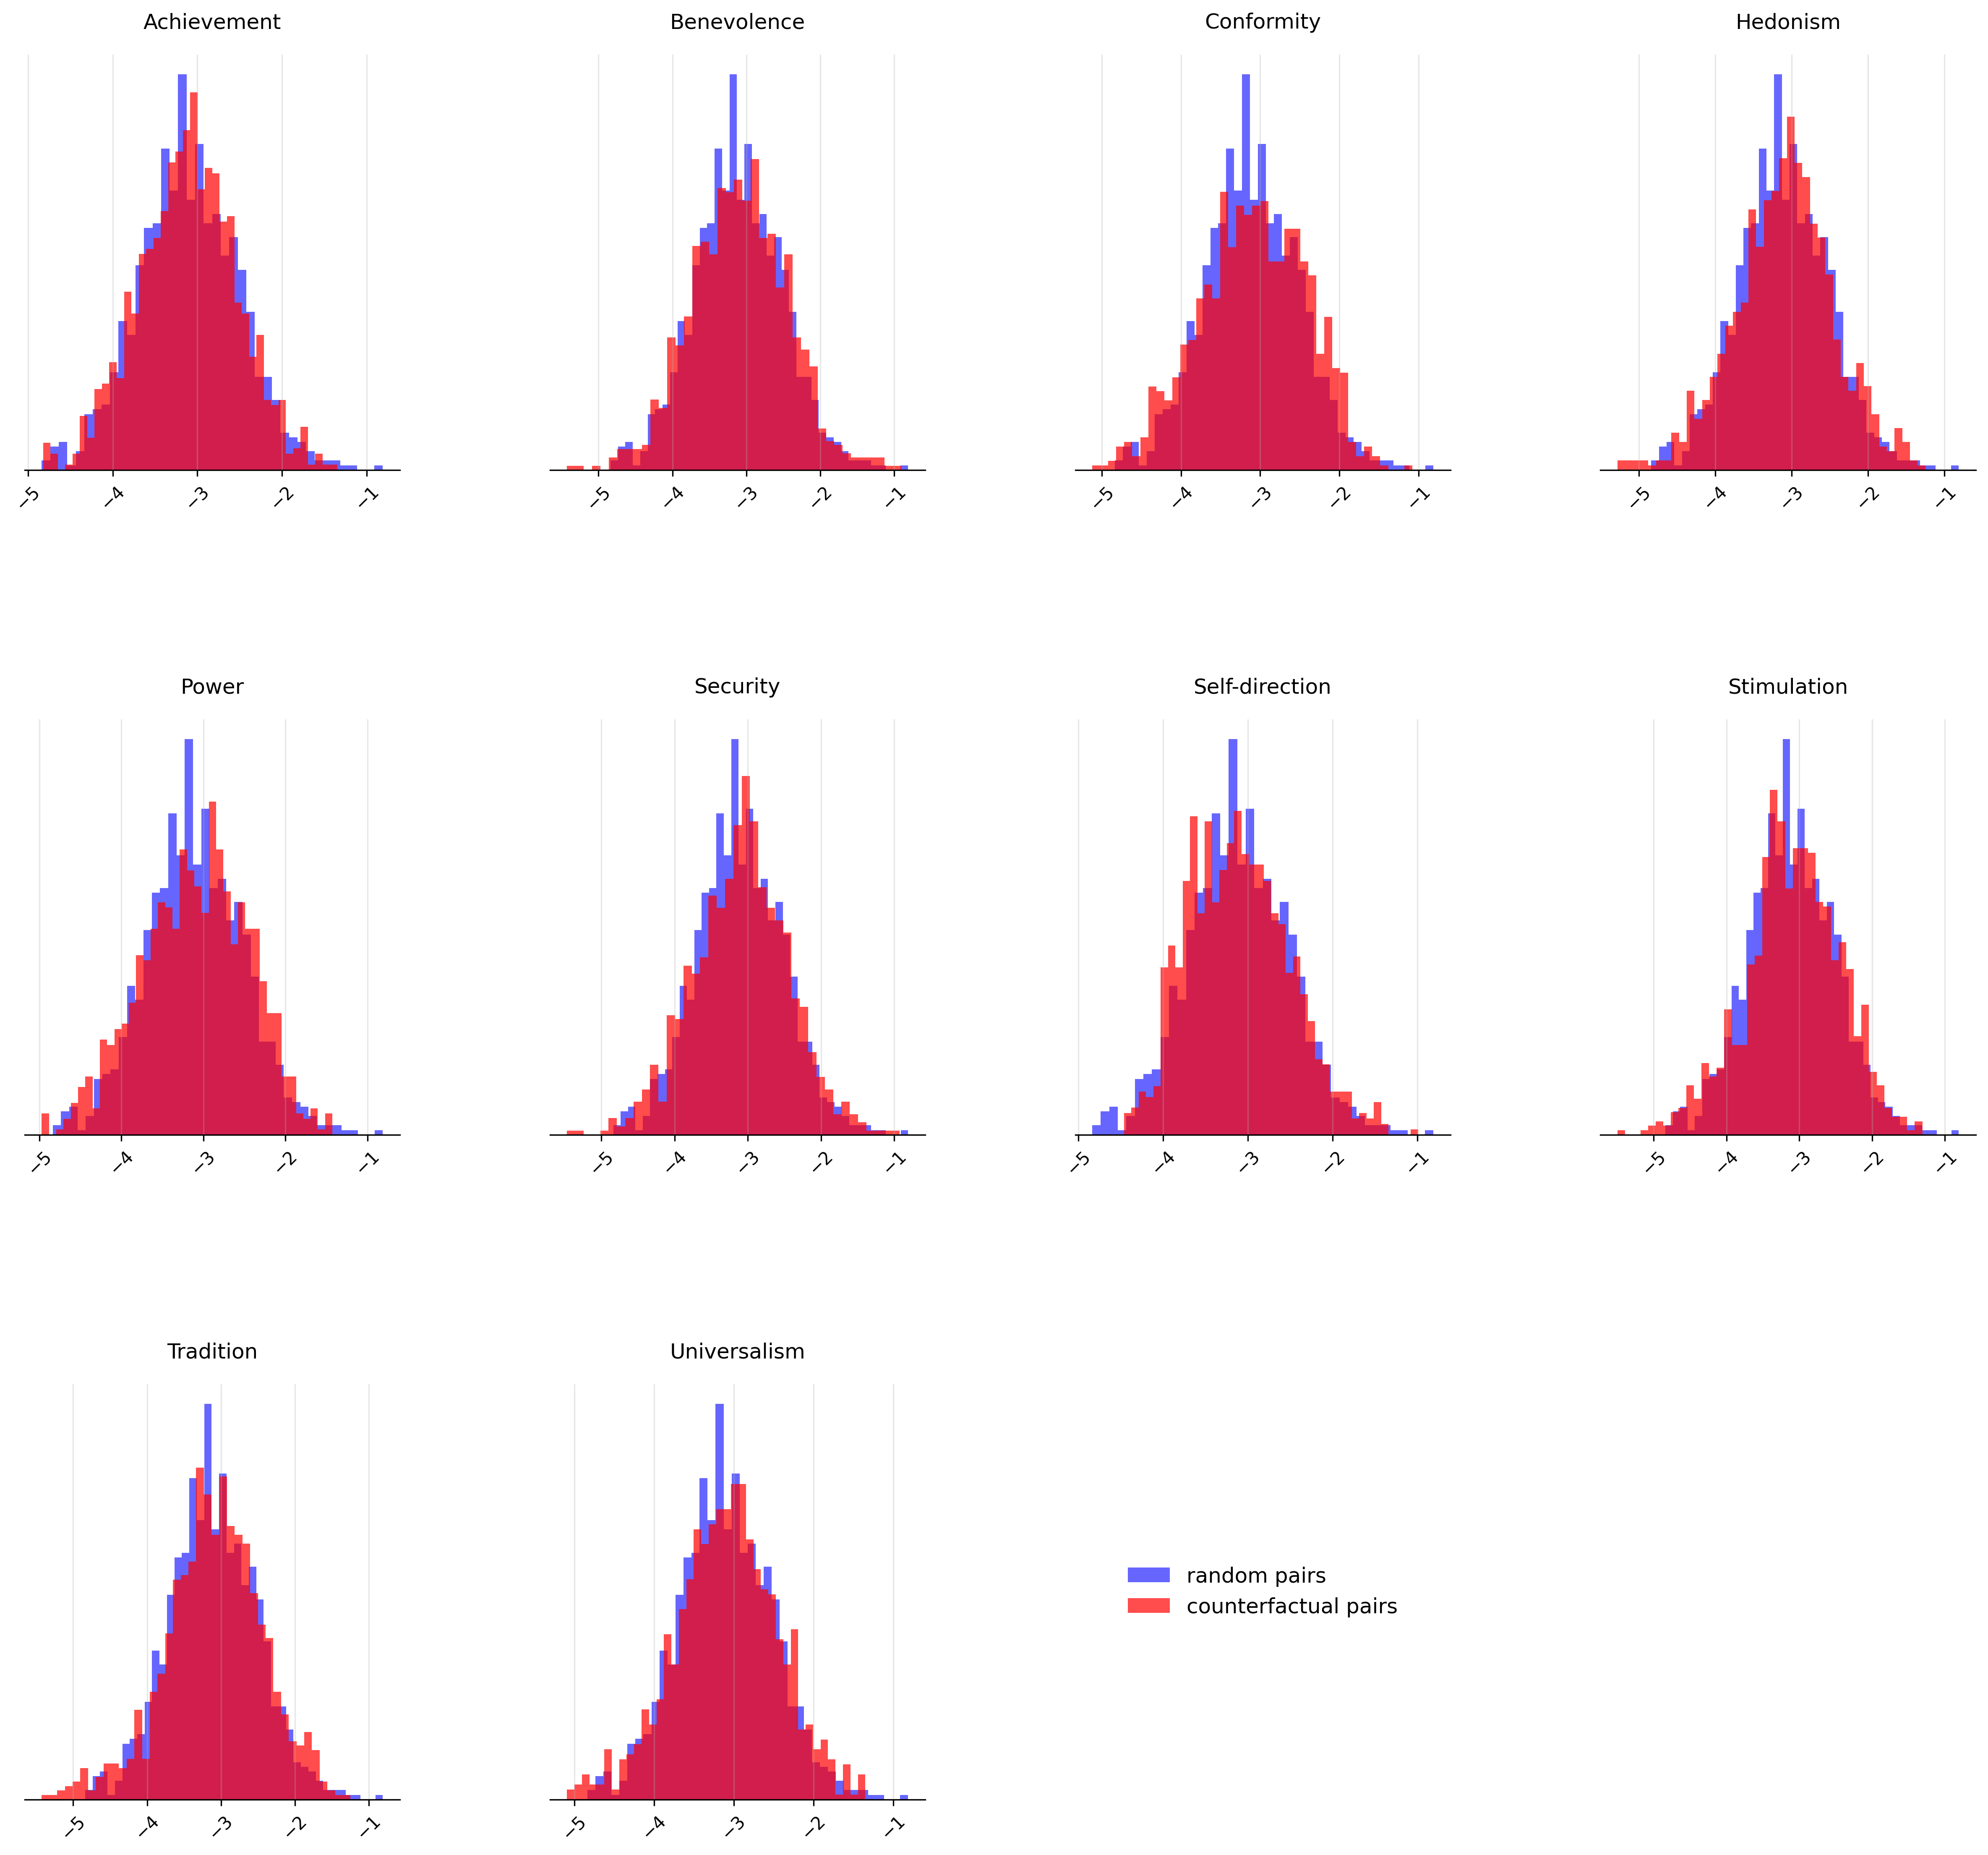 Achievement Benevolence Conformity Hedonism
−5 −4 −3 −2 −1 −5 −4 −3 −2 −1 −5 −4 −3 −2 −1 −5 −4 −3 −2 −1
Power Security Self-direction Stimulation
−5 −4 −3 −2 −1 −5 −4 −3 −2 −1 −5 −4 −3 −2 −1 −5 −4 −3 −2 −1
Tradition Universalism
random pairs
counterfactual pairs
−5 −4 −3 −2 −1 −5 −4 −3 −2 −1